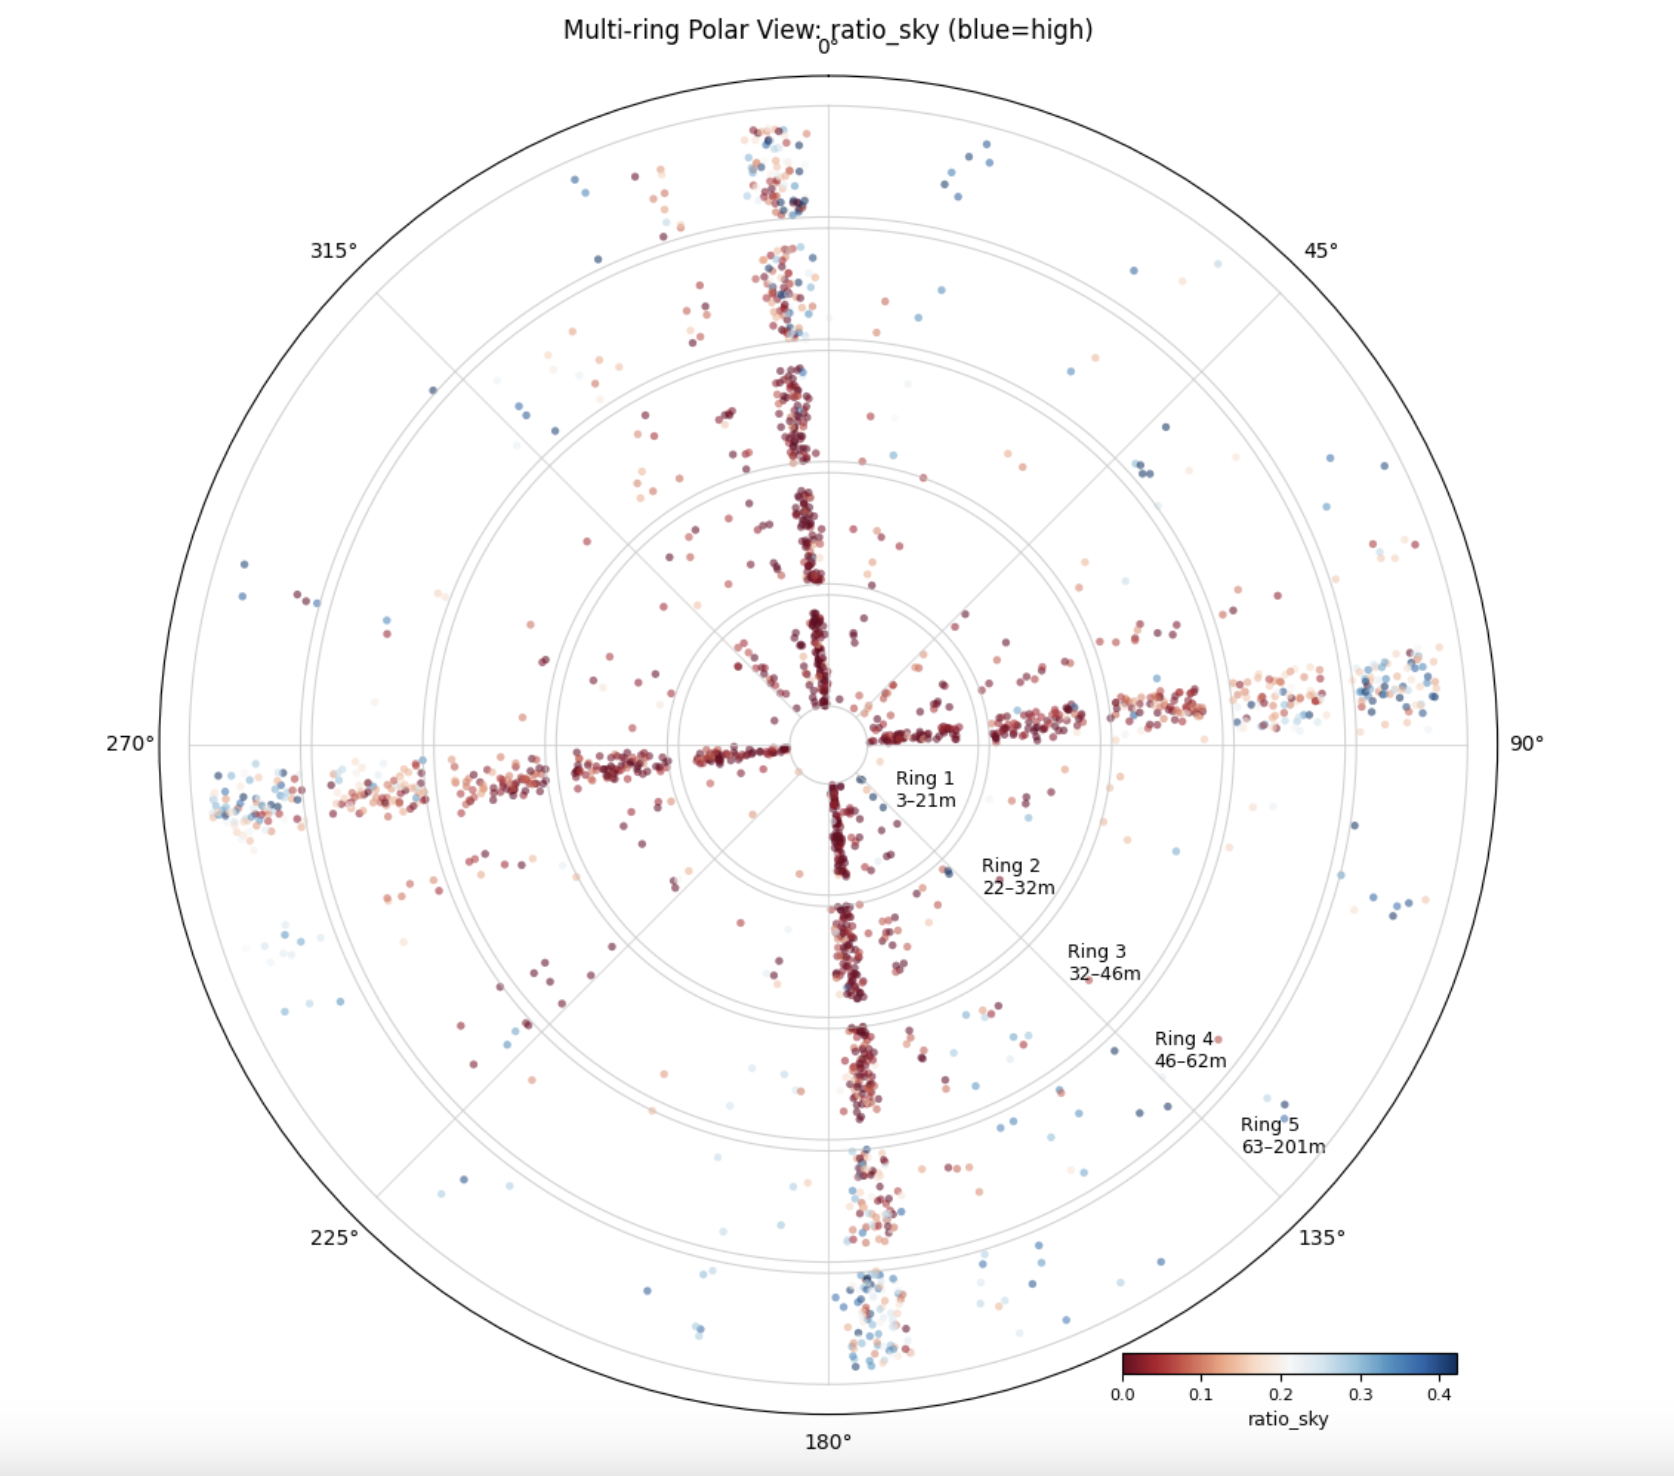 Multi-ring Polar View: ratio_sky (blue=high)
0°
315°
45°
270°
90°
Ring 1
3–21m
Ring 2
22–32m
Ring 3
32–46m
Ring 4
46–62m
Ring 5
63–201m
225°
135°
0.0 0.1 0.2 0.3 0.4
ratio_sky
180°